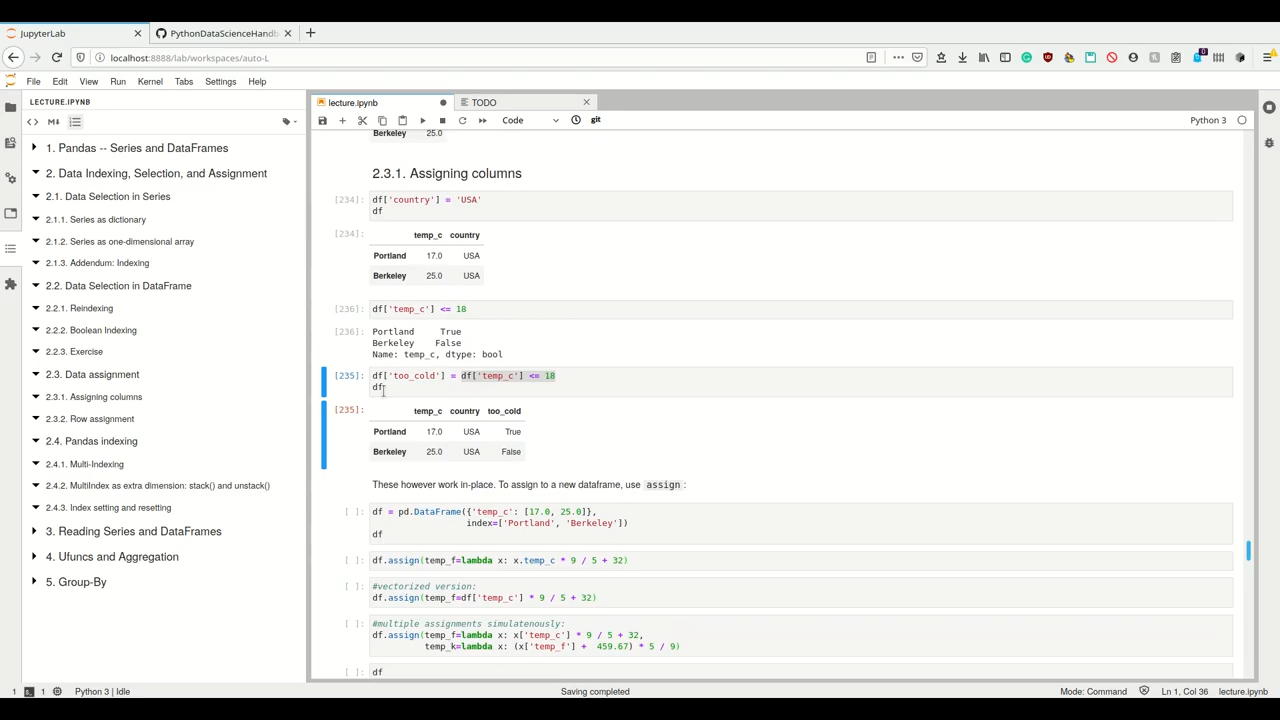 JupyterLab
PythonDataScienceHandb
localhost:8888/lab/workspaces/auto-L
File Edit View Run Kernel Tabs Settings Help
LECTURE.IPYNB
lecture.ipynb
TODO
Code
git
Python 3
1. Pandas -- Series and DataFrames
2. Data Indexing, Selection, and Assignment
2.1. Data Selection in Series
2.1.1. Series as dictionary
2.1.2. Series as one-dimensional array
2.1.3. Addendum: Indexing
2.2. Data Selection in DataFrame
2.2.1. Reindexing
2.2.2. Boolean Indexing
2.2.3. Exercise
2.3. Data assignment
2.3.1. Assigning columns
2.3.2. Row assignment
2.4. Pandas indexing
2.4.1. Multi-Indexing
2.4.2. MultiIndex as extra dimension: stack() and unstack()
2.4.3. Index setting and resetting
3. Reading Series and DataFrames
4. Ufuncs and Aggregation
5. Group-By
Berkeley 25.0
2.3.1. Assigning columns
[234]: df['country'] = 'USA'
df
[234]: temp_c country
Portland 17.0 USA
Berkeley 25.0 USA
[236]: df['temp_c'] <= 18
[236]: Portland True
Berkeley False
Name: temp_c, dtype: bool
[235]: df['too_cold'] = df['temp_c'] <= 18
df
[235]: temp_c country too_cold
Portland 17.0 USA True
Berkeley 25.0 USA False
These however work in-place. To assign to a new dataframe, use assign:
[ ]: df = pd.DataFrame({'temp_c': [17.0, 25.0]},
index=['Portland', 'Berkeley'])
df
[ ]: df.assign(temp_f=lambda x: x.temp_c * 9 / 5 + 32)
[ ]: #vectorized version:
df.assign(temp_f=df['temp_c'] * 9 / 5 + 32)
[ ]: #multiple assignments simulatenously:
df.assign(temp_f=lambda x: x['temp_c'] * 9 / 5 + 32,
temp_k=lambda x: (x['temp_f'] + 459.67) * 5 / 9)
[ ]: df
1 1 Python 3 | Idle
Saving completed
Mode: Command
Ln 1, Col 36
lecture.ipynb